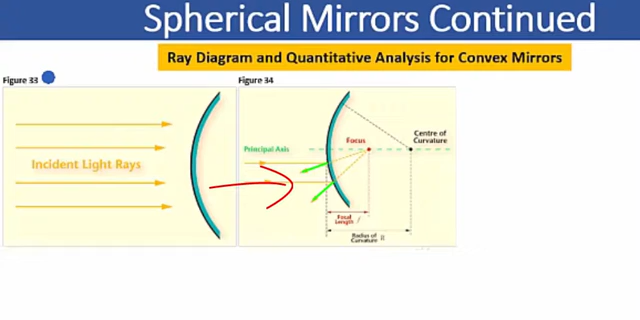 Spherical Mirrors Continued
Ray Diagram and Quantitative Analysis for Convex Mirrors
Figure 33
Figure 34
Incident Light Rays
Principal Axis
Focus
Centre of
Curvature
Focal
Length f
Radius of
Curvature R